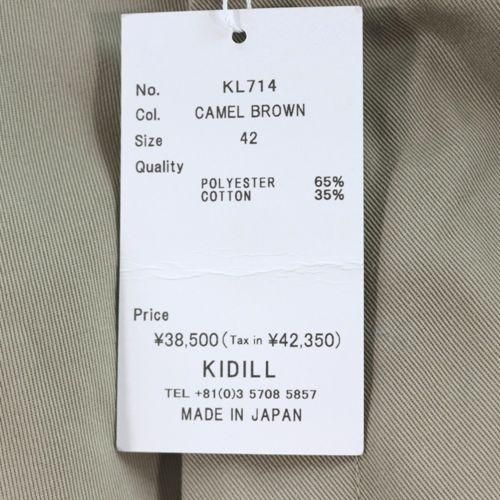 No. KL714
Col. CAMEL BROWN
Size 42
Quality
POLYESTER 65%
COTTON 35%
Price
¥38,500(Tax in ¥42,350)
KIDILL
TEL +81(0)3 5708 5857
MADE IN JAPAN